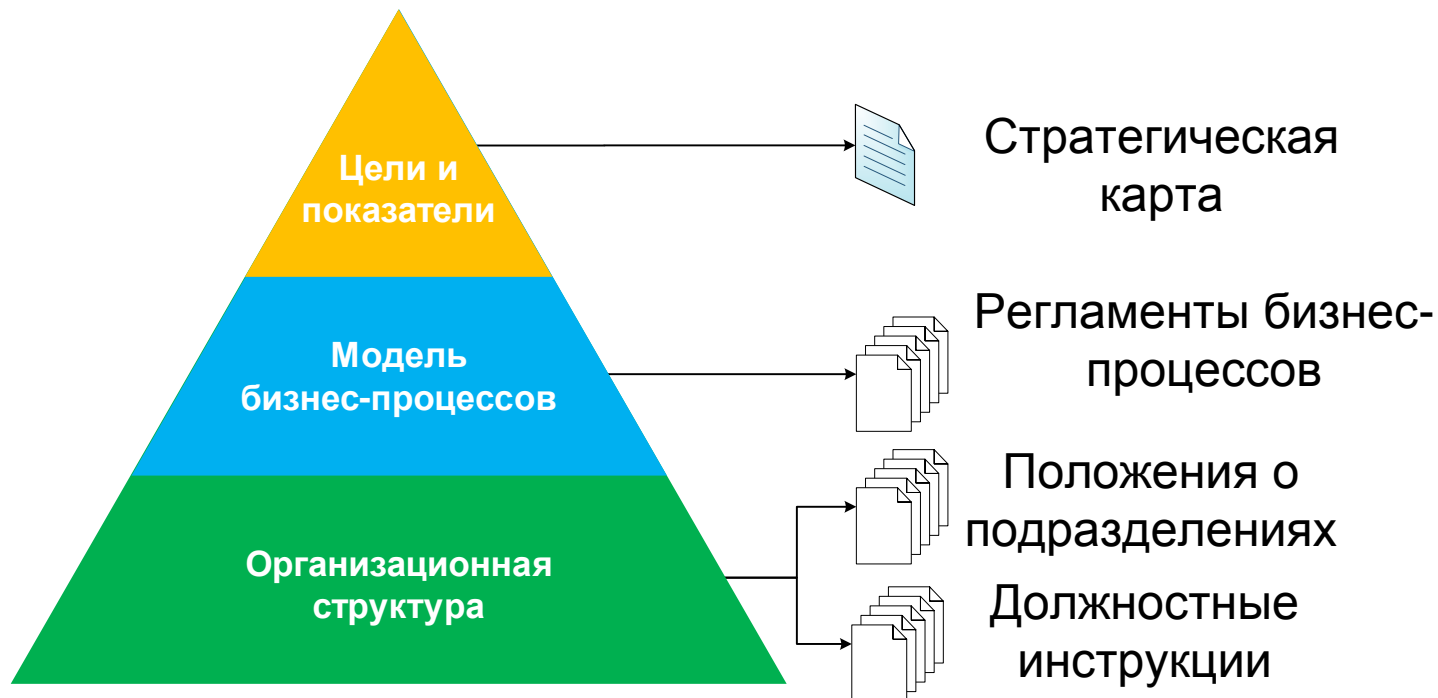 Цели и
показатели
Стратегическая
карта
Модель
бизнес-процессов
Регламенты бизнес-
процессов
Организационная
структура
Положения о
подразделениях
Должностные
инструкции